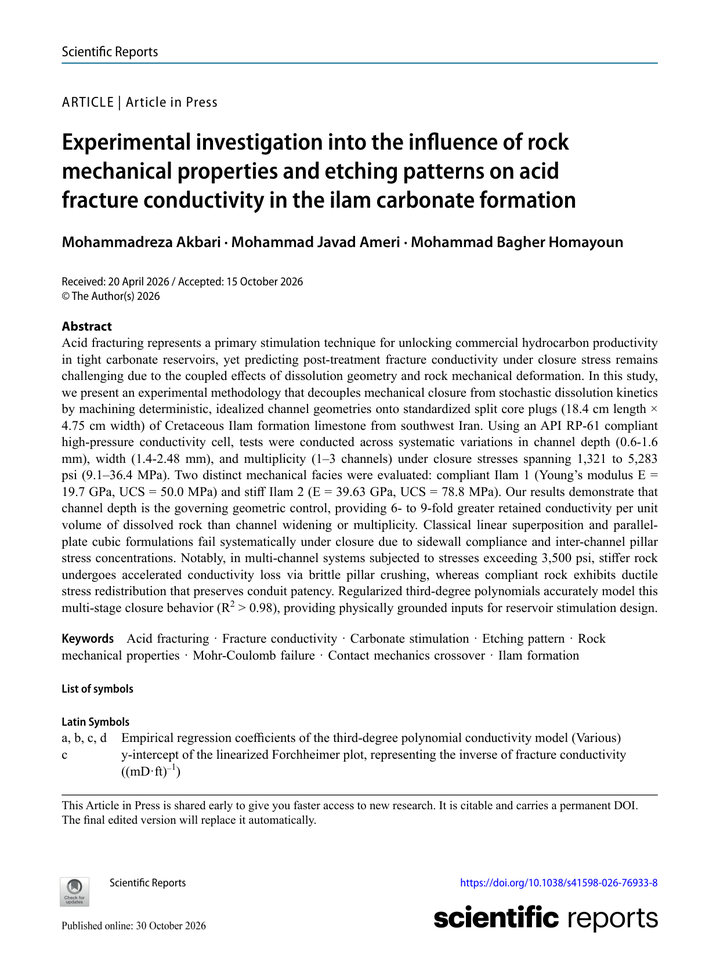 Scientific Reports
ARTICLE | Article in Press
Experimental investigation into the influence of rock
mechanical properties and etching patterns on acid
fracture conductivity in the ilam carbonate formation
Mohammadreza Akbari · Mohammad Javad Ameri · Mohammad Bagher Homayoun
Received: 20 April 2026 / Accepted: 15 October 2026
© The Author(s) 2026
Abstract
Acid fracturing represents a primary stimulation technique for unlocking commercial hydrocarbon productivity
in tight carbonate reservoirs, yet predicting post-treatment fracture conductivity under closure stress remains
challenging due to the coupled effects of dissolution geometry and rock mechanical deformation. In this study,
we present an experimental methodology that decouples mechanical closure from stochastic dissolution kinetics
by machining deterministic, idealized channel geometries onto standardized split core plugs (18.4 cm length ×
4.75 cm width) of Cretaceous Ilam formation limestone from southwest Iran. Using an API RP-61 compliant
high-pressure conductivity cell, tests were conducted across systematic variations in channel depth (0.6-1.6
mm), width (1.4-2.48 mm), and multiplicity (1–3 channels) under closure stresses spanning 1,321 to 5,283
psi (9.1–36.4 MPa). Two distinct mechanical facies were evaluated: compliant Ilam 1 (Young's modulus E =
19.7 GPa, UCS = 50.0 MPa) and stiff Ilam 2 (E = 39.63 GPa, UCS = 78.8 MPa). Our results demonstrate that
channel depth is the governing geometric control, providing 6- to 9-fold greater retained conductivity per unit
volume of dissolved rock than channel widening or multiplicity. Classical linear superposition and parallel-
plate cubic formulations fail systematically under closure due to sidewall compliance and inter-channel pillar
stress concentrations. Notably, in multi-channel systems subjected to stresses exceeding 3,500 psi, stiffer rock
undergoes accelerated conductivity loss via brittle pillar crushing, whereas compliant rock exhibits ductile
stress redistribution that preserves conduit patency. Regularized third-degree polynomials accurately model this
multi-stage closure behavior (R² > 0.98), providing physically grounded inputs for reservoir stimulation design.
Keywords Acid fracturing · Fracture conductivity · Carbonate stimulation · Etching pattern · Rock
mechanical properties · Mohr-Coulomb failure · Contact mechanics crossover · Ilam formation
List of symbols
Latin Symbols
a, b, c, d Empirical regression coefficients of the third-degree polynomial conductivity model (Various)
c y-intercept of the linearized Forchheimer plot, representing the inverse of fracture conductivity
((mD·ft)⁻¹)
This Article in Press is shared early to give you faster access to new research. It is citable and carries a permanent DOI.
The final edited version will replace it automatically.
Check for
updates
Scientific Reports
https://doi.org/10.1038/s41598-026-76933-8
Published online: 30 October 2026
scientific reports